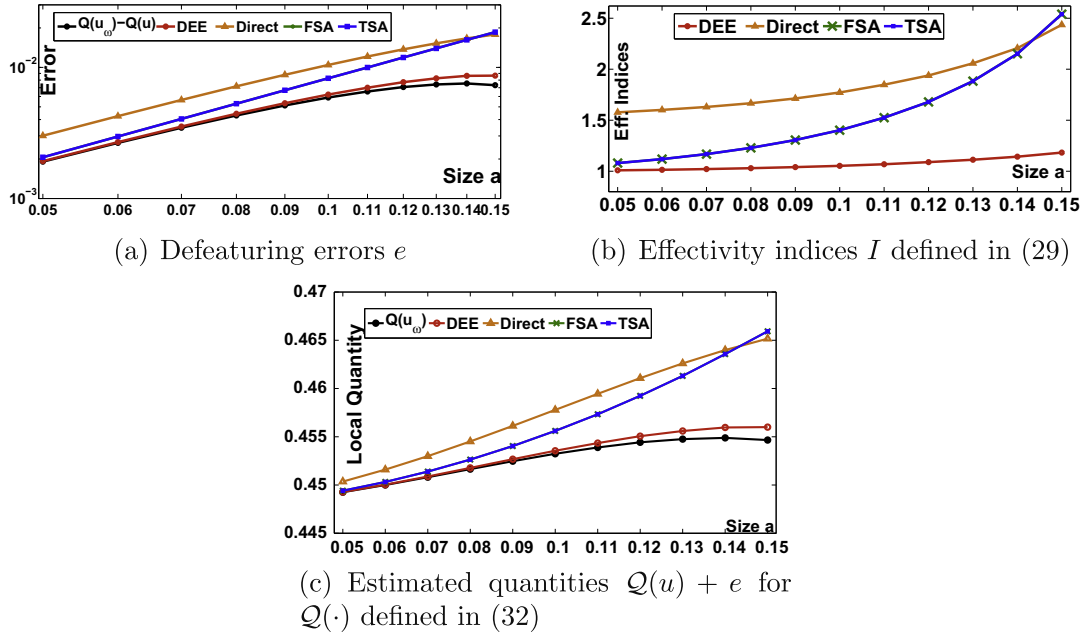 Q(uω)−Q(u) DEE Direct FSA TSA
Error
10⁻²
10⁻³
Size a
0.05 0.06 0.07 0.08 0.09 0.1 0.11 0.12 0.13 0.14 0.15
(a) Defeaturing errors e
DEE Direct FSA TSA
Eff. Indices
2.5
2
1.5
1
Size a
0.05 0.06 0.07 0.08 0.09 0.1 0.11 0.12 0.13 0.14 0.15
(b) Effectivity indices I defined in (29)
Q(uω) DEE Direct FSA TSA
Local Quantity
0.47
0.465
0.46
0.455
0.45
0.445
Size a
0.05 0.06 0.07 0.08 0.09 0.1 0.11 0.12 0.13 0.14 0.15
(c) Estimated quantities 𝒬(u) + e for
𝒬(·) defined in (32)